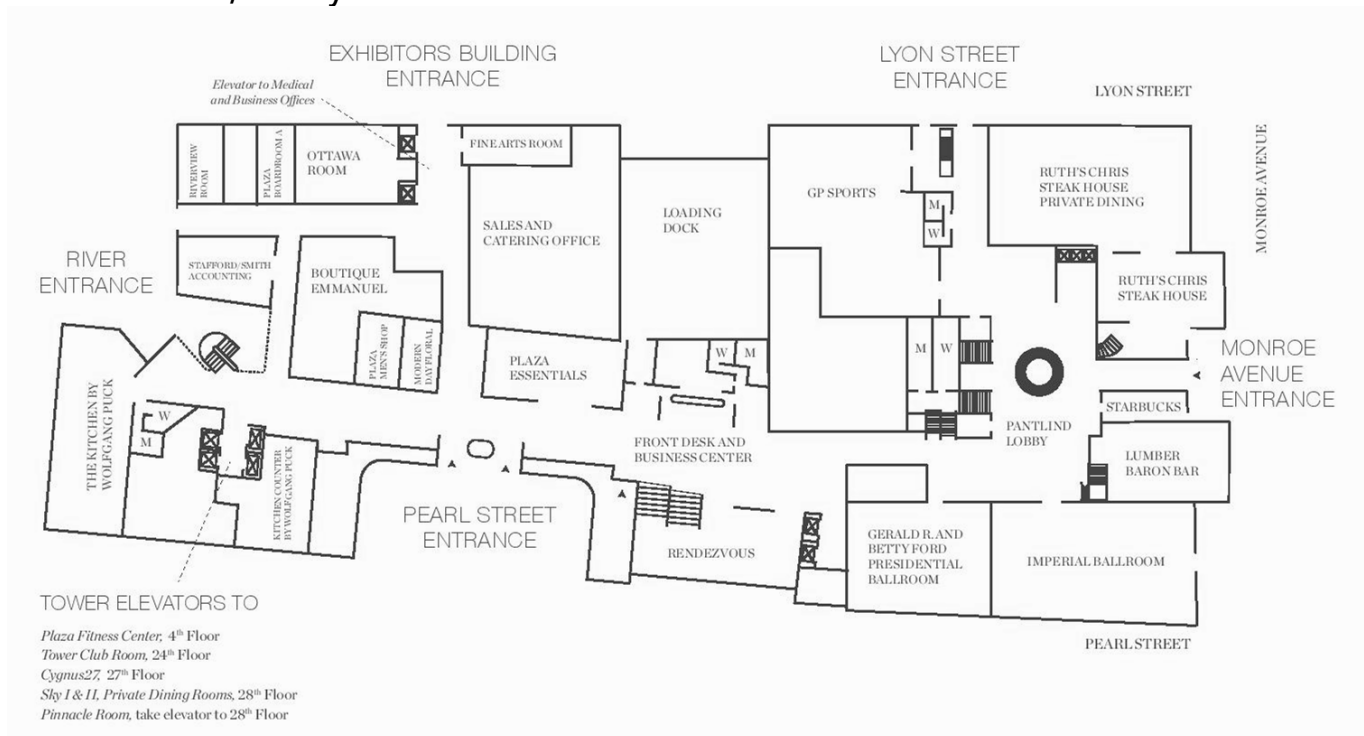 EXHIBITORS BUILDING
ENTRANCE
LYON STREET
ENTRANCE
Elevator to Medical
and Business Offices
LYON STREET
MONROE AVENUE
RIVERVIEW
ROOM
PLAZA
BOARDROOM A
OTTAWA
ROOM
FINE ARTS ROOM
SALES AND
CATERING OFFICE
LOADING
DOCK
GP SPORTS
M
W
RUTH'S CHRIS
STEAK HOUSE
PRIVATE DINING
RIVER
ENTRANCE
STAFFORD/SMITH
ACCOUNTING
BOUTIQUE
EMMANUEL
RUTH'S CHRIS
STEAK HOUSE
PLAZA
MEN'S SHOP
MODERN
DAY FLORAL
PLAZA
ESSENTIALS
W
M
M
W
MONROE
AVENUE
ENTRANCE
THE KITCHEN BY
WOLFGANG PUCK
W
M
KITCHEN COUNTER
BY WOLFGANG PUCK
FRONT DESK AND
BUSINESS CENTER
PANTLIND
LOBBY
STARBUCKS
LUMBER
BARON BAR
PEARL STREET
ENTRANCE
RENDEZVOUS
GERALD R. AND
BETTY FORD
PRESIDENTIAL
BALLROOM
IMPERIAL BALLROOM
PEARL STREET
TOWER ELEVATORS TO
Plaza Fitness Center, 4th Floor
Tower Club Room, 24th Floor
Cygnus27, 27th Floor
Sky I & II, Private Dining Rooms, 28th Floor
Pinnacle Room, take elevator to 28th Floor